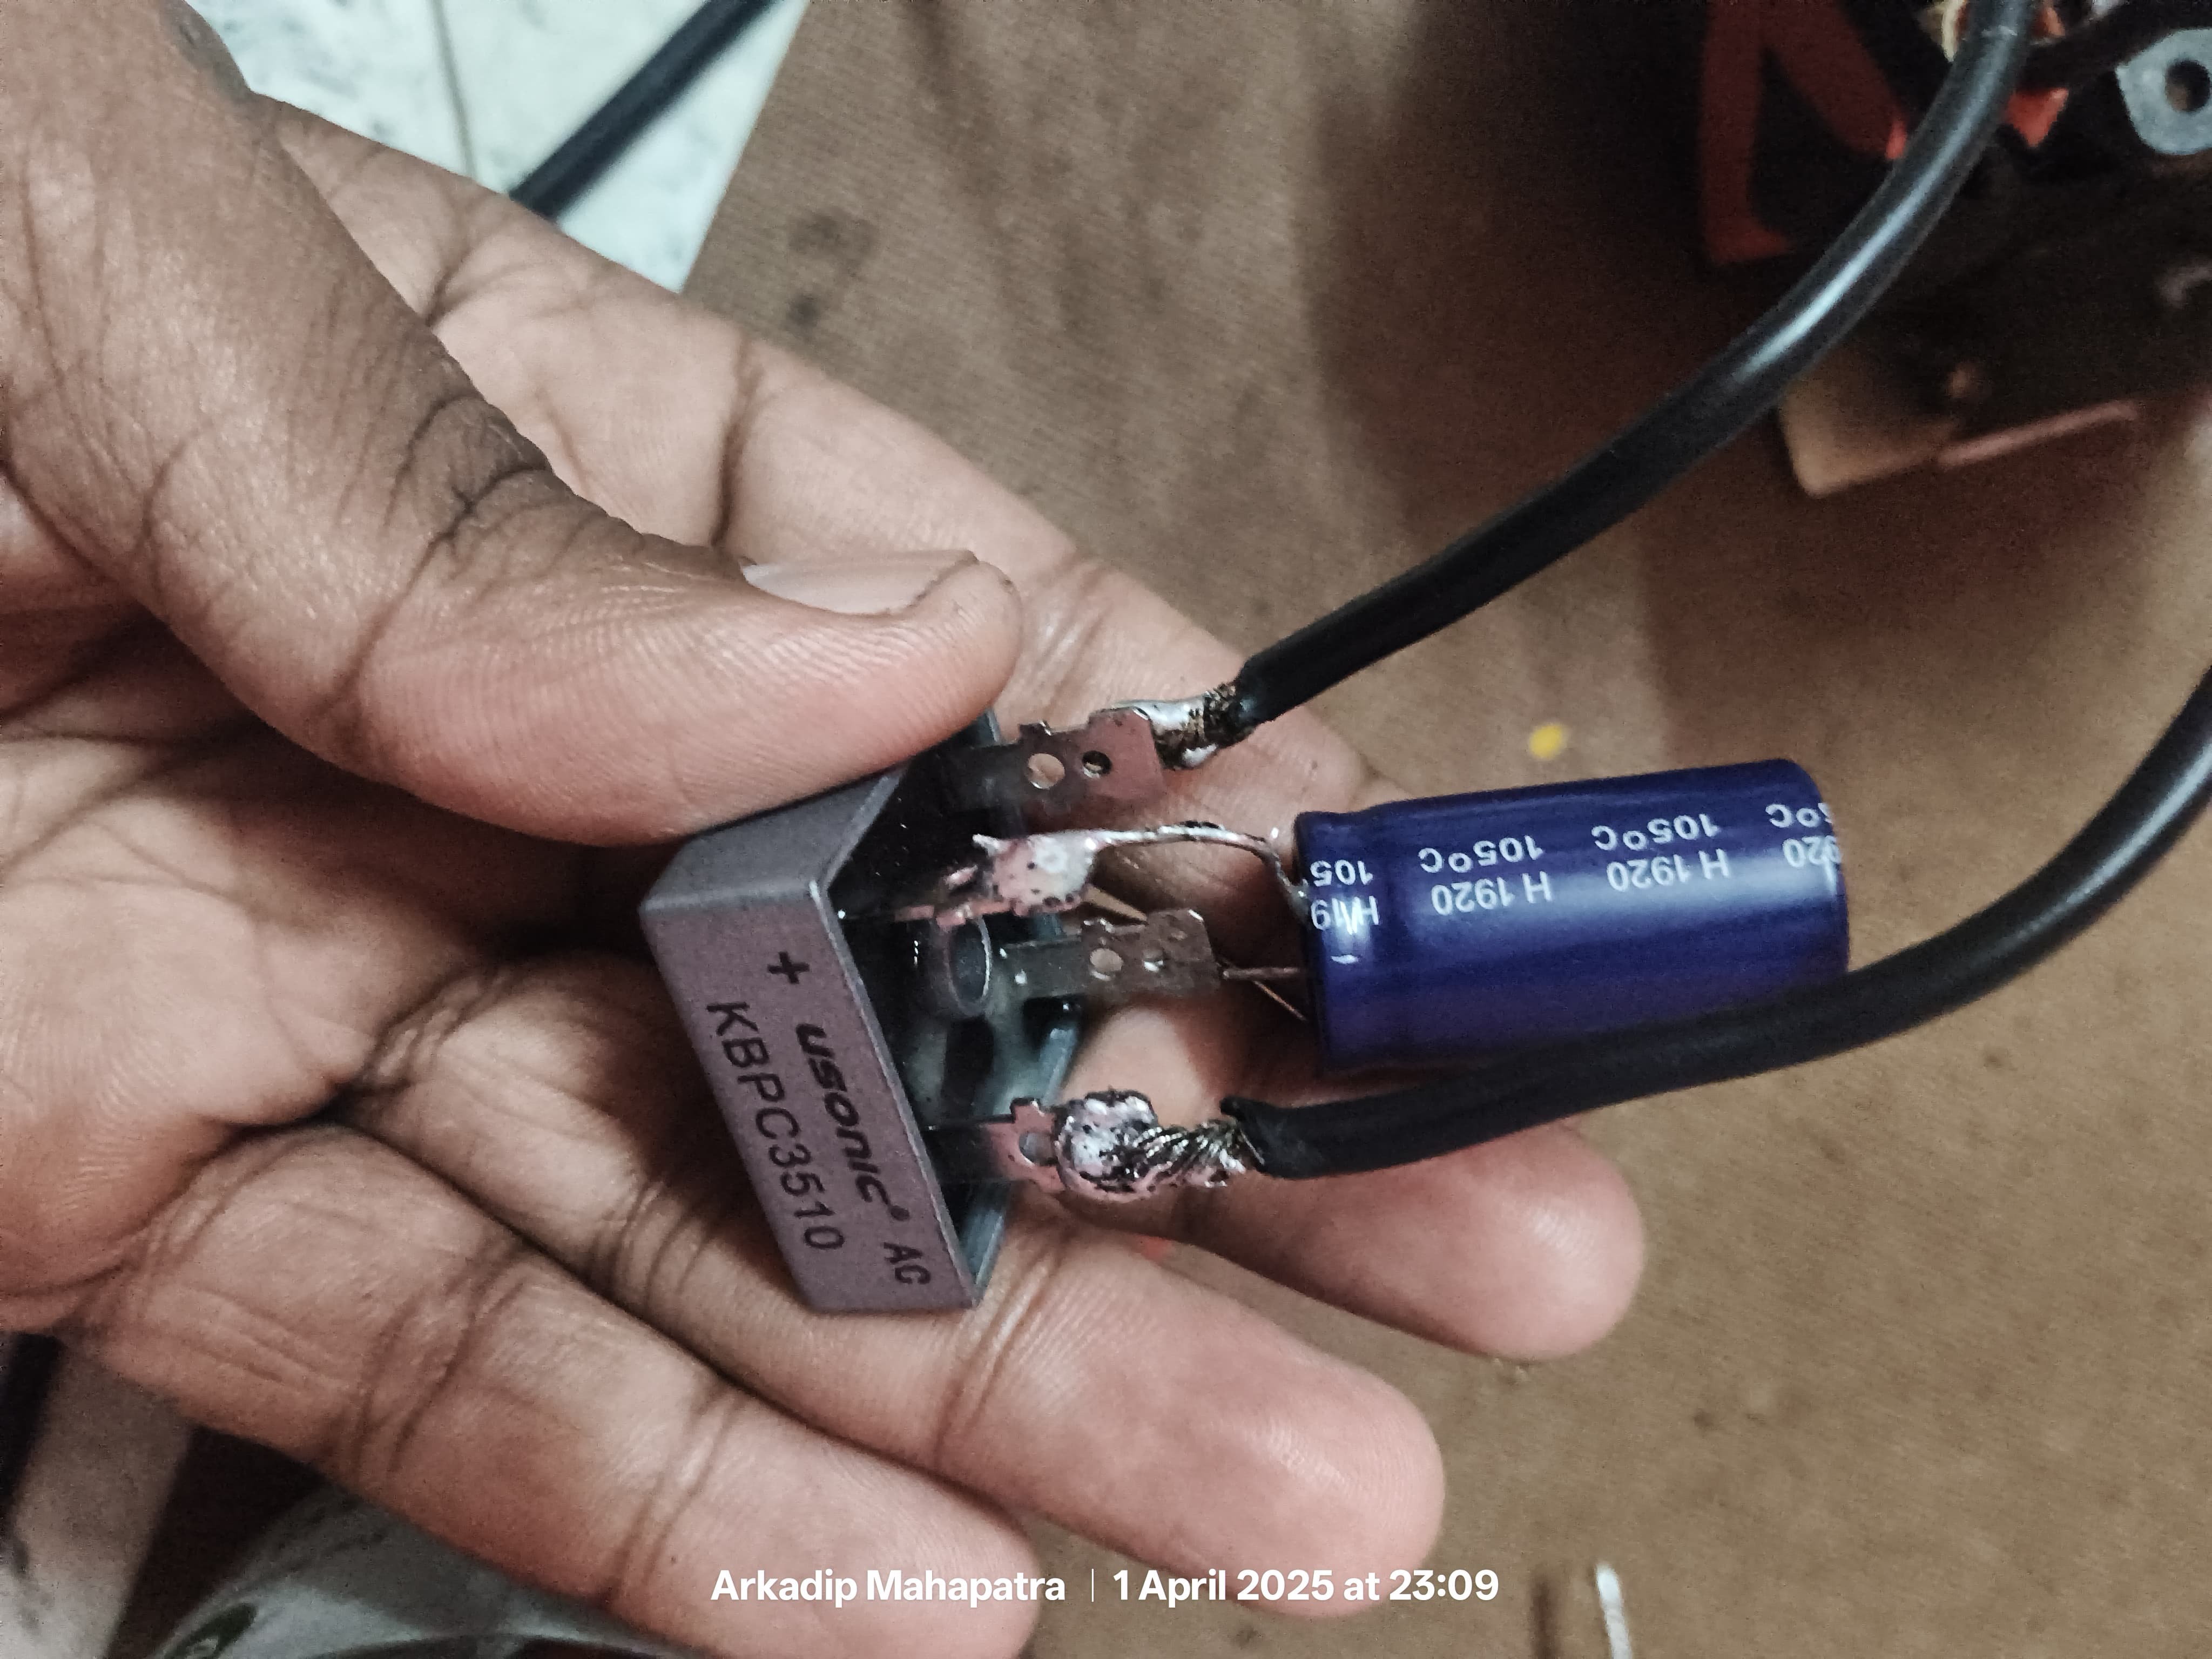 + usonic® AC
KBPC3510
105°C 105°C 105°C
H 1920 H 1920 H 1920
Arkadip Mahapatra | 1 April 2025 at 23:09